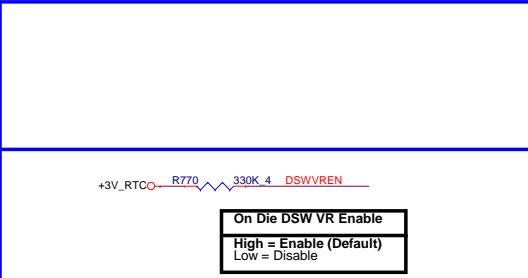 +3V_RTC R770 330K_4 DSWVREN
On Die DSW VR Enable
High = Enable (Default)
Low = Disable